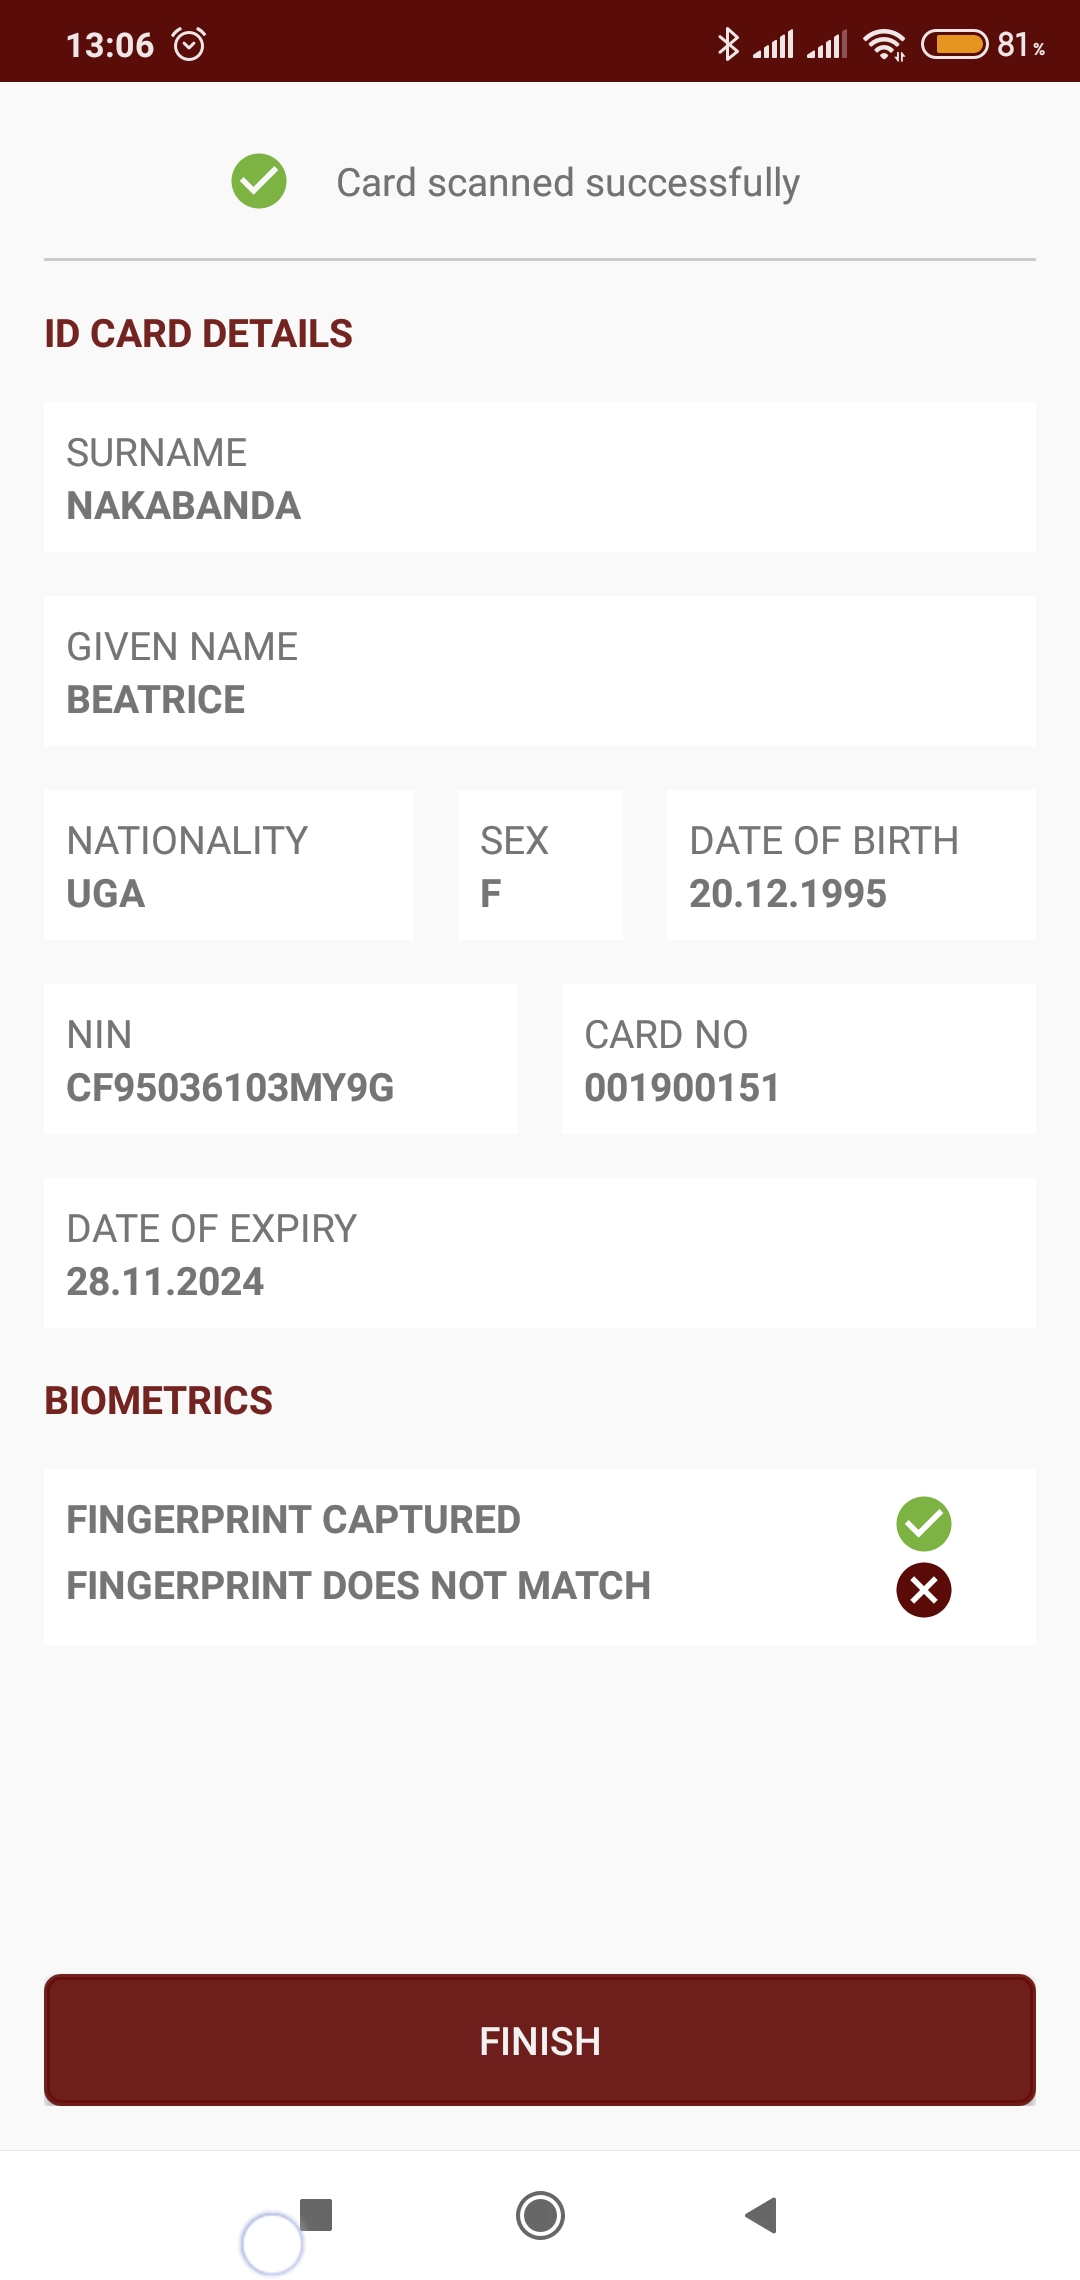 13:06
81%
Card scanned successfully
ID CARD DETAILS
SURNAME
NAKABANDA
GIVEN NAME
BEATRICE
NATIONALITY
UGA
SEX
F
DATE OF BIRTH
20.12.1995
NIN
CF95036103MY9G
CARD NO
001900151
DATE OF EXPIRY
28.11.2024
BIOMETRICS
FINGERPRINT CAPTURED
FINGERPRINT DOES NOT MATCH
FINISH